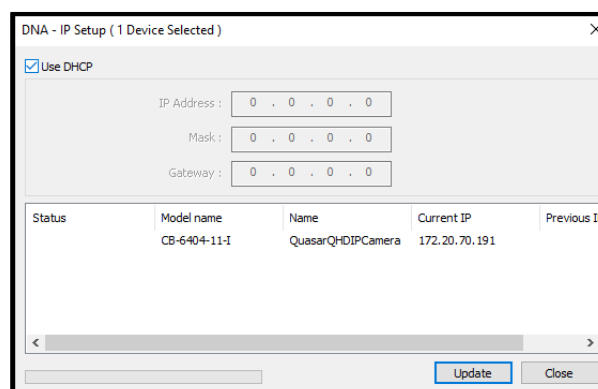 DNA - IP Setup ( 1 Device Selected )
Use DHCP
IP Address : 0 . 0 . 0 . 0
Mask : 0 . 0 . 0 . 0
Gateway : 0 . 0 . 0 . 0
Status Model name Name Current IP Previous I
CB-6404-11-I QuasarQHDIPCamera 172.20.70.191
Update Close